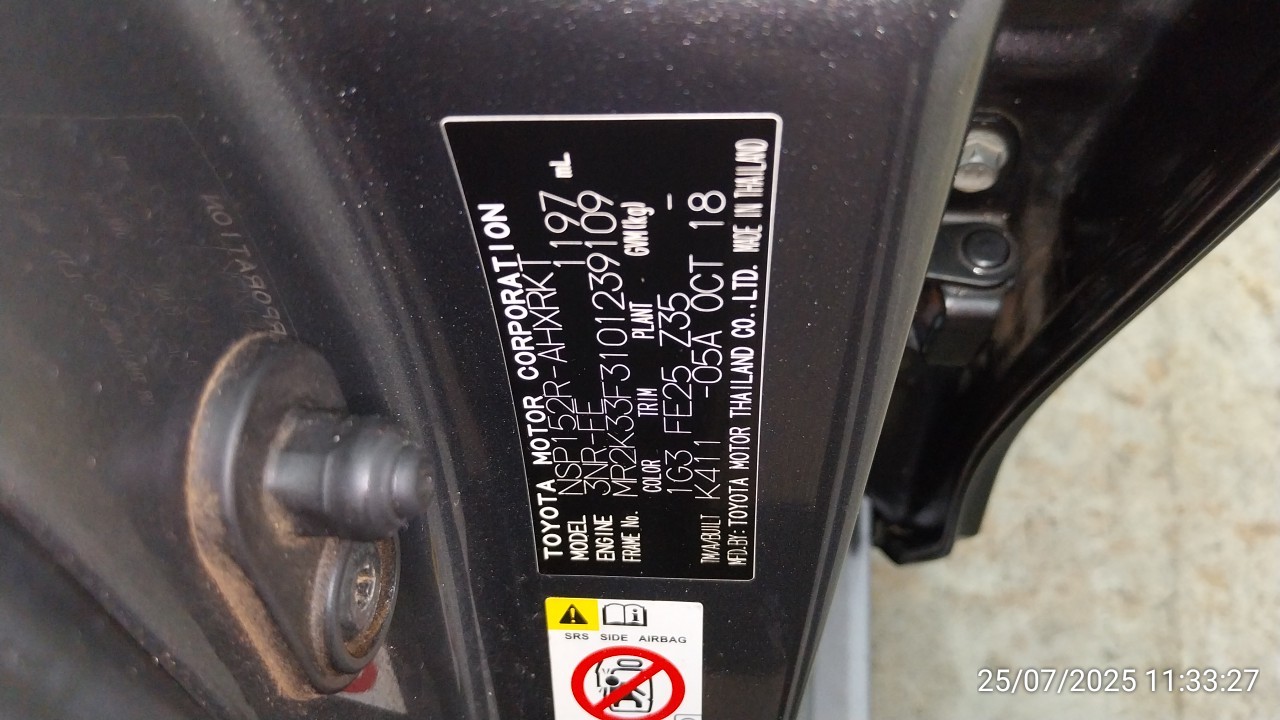 TOYOTA MOTOR CORPORATION
MODEL NSP152R-AHXRKT
ENGINE 3NR-FE 1197 mL
FRAME No. MR2K33F3101239109
COLOR TRIM PLANT GVM(kg)
1G3 FE25 Z35 -
TM/A/BUILT K411 -05A OCT 18
MFD.BY: TOYOTA MOTOR THAILAND CO.,LTD. MADE IN THAILAND
SRS SIDE AIRBAG
25/07/2025 11:33:27